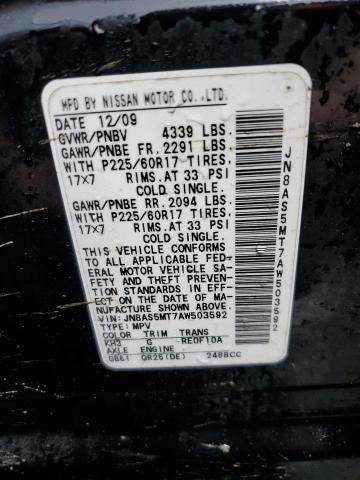 MFD BY NISSAN MOTOR CO.,LTD.
DATE 12/09
GVWR/PNBV 4339 LBS.
GAWR/PNBE FR. 2291 LBS.
WITH P225/60R17 TIRES,
17x7 RIMS.AT 33 PSI
COLD SINGLE.
GAWR/PNBE RR. 2094 LBS.
WITH P225/60R17 TIRES,
17x7 RIMS.AT 33 PSI
COLD SINGLE.
THIS VEHICLE CONFORMS
TO ALL APPLICABLE FED-
ERAL MOTOR VEHICLE SA-
FETY AND THEFT PREVENTION
STANDARDS IN EFFECT
ON THE DATE OF MA-
NUFACTURE SHOWN ABOVE.
VIN: JN8AS5MT7AW503592
TYPE: MPV
COLOR TRIM TRANS
KH3 G RE0F10A
AXLE ENGINE
GB61 QR25(DE) 2488CC
JN8AS5MT7AW503592